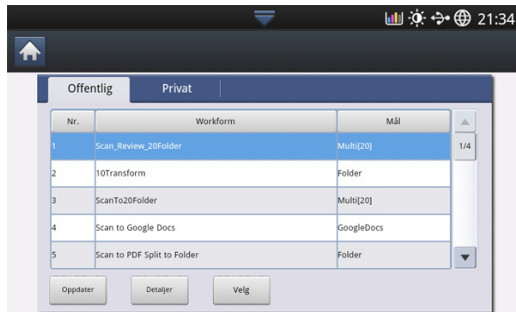 21:34
Offentlig Privat
Nr. Workform Mål
1 Scan_Review_20Folder Multi[20] 1/4
2 10Transform Folder
3 ScanTo20Folder Multi[20]
4 Scan to Google Docs GoogleDocs
5 Scan to PDF Split to Folder Folder
Oppdater Detaljer Velg